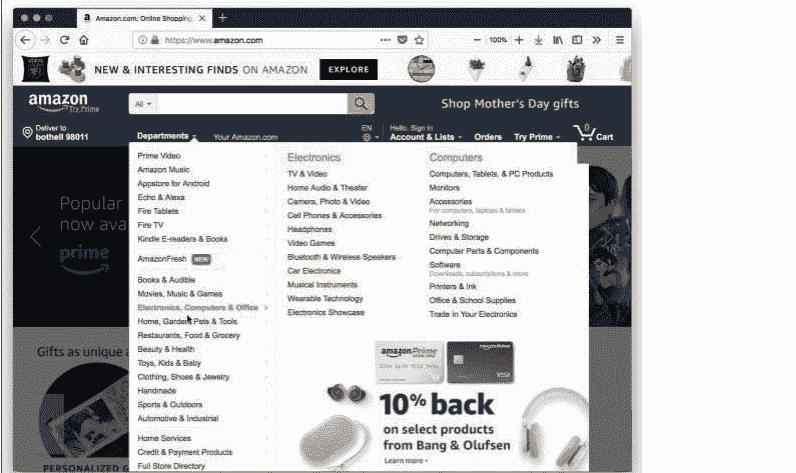 Amazon.com: Online Shopping
https://www.amazon.com
100%
NEW & INTERESTING FINDS ON AMAZON
EXPLORE
amazon
Try Prime
All
Shop Mother's Day gifts
Deliver to
bothell 98011
Departments
Your Amazon.com
EN
Hello. Sign in
Account & Lists
Orders
Try Prime
0
Cart
Prime Video
Amazon Music
Appstore for Android
Echo & Alexa
Fire Tablets
Fire TV
Kindle E-readers & Books
AmazonFresh NEW
Books & Audible
Movies, Music & Games
Electronics, Computers & Office
Home, Garden, Pets & Tools
Restaurants, Food & Grocery
Beauty & Health
Toys, Kids & Baby
Clothing, Shoes & Jewelry
Handmade
Sports & Outdoors
Automotive & Industrial
Home Services
Credit & Payment Products
Full Store Directory
Electronics
TV & Video
Home Audio & Theater
Camera, Photo & Video
Cell Phones & Accessories
Headphones
Video Games
Bluetooth & Wireless Speakers
Car Electronics
Musical Instruments
Wearable Technology
Electronics Showcase
Computers
Computers, Tablets, & PC Products
Monitors
Accessories
For computers, laptops & tablets
Networking
Drives & Storage
Computer Parts & Components
Software
Downloads, subscriptions & more
Printers & Ink
Office & School Supplies
Trade In Your Electronics
Popular
now ava
prime
Gifts as unique a
PERSONALIZED G
amazonPrime
VISA
10% back
on select products
from Bang & Olufsen
Learn more